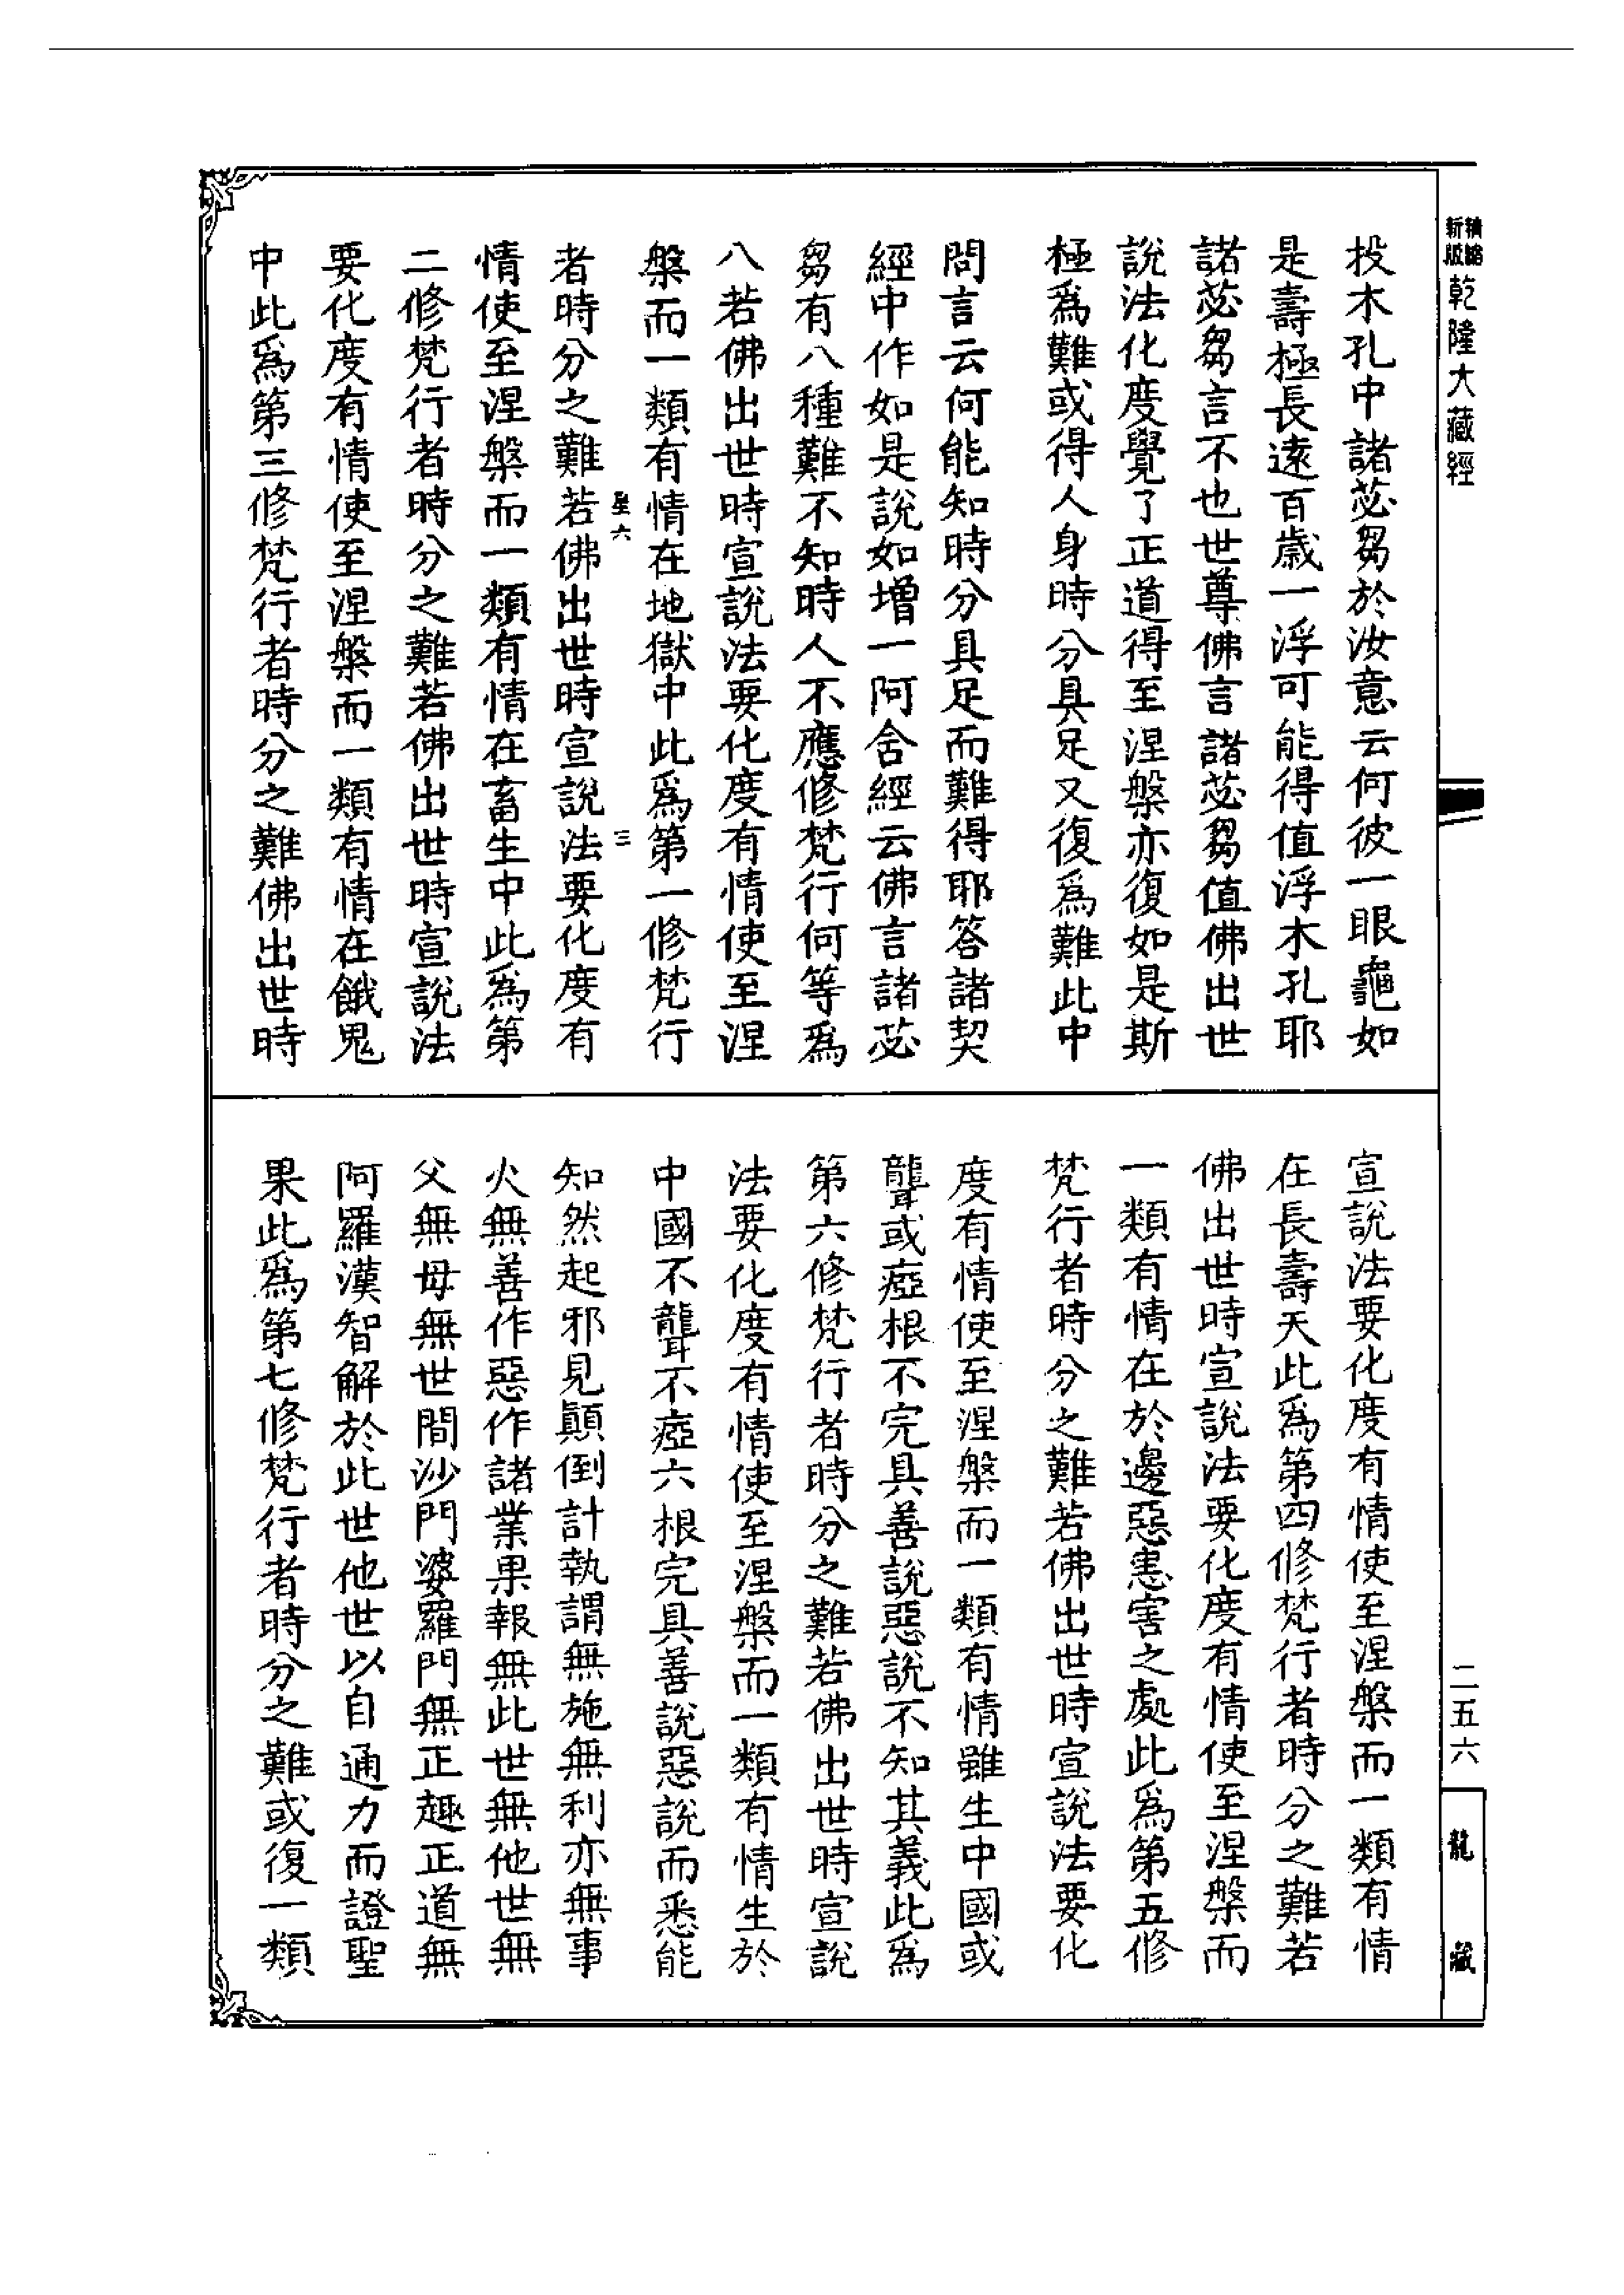 新版精縮乾隆大藏經
投木孔中諸苾芻於汝意云何彼一眼龜如
是壽極長遠百歲一浮可能得值浮木孔耶
諸苾芻言不也世尊佛言諸苾芻值佛出世
說法化度覺了正道得至涅槃亦復如是斯
極爲難或得人身時分具足又復爲難此中
問言云何能知時分具足而難得耶答諸契
經中作如是說如增一阿含經云佛言諸苾
芻有八種難不知時人不應修梵行何等爲
八若佛出世時宣說法要化度有情使至涅
槃而一類有情在地獄中此爲第一修梵行
星六 三
者時分之難若佛出世時宣說法要化度有
情使至涅槃而一類有情在畜生中此爲第
二修梵行者時分之難若佛出世時宣說法
要化度有情使至涅槃而一類有情在餓鬼
中此爲第三修梵行者時分之難佛出世時
宣說法要化度有情使至涅槃而一類有情
在長壽天此爲第四修梵行者時分之難若
佛出世時宣說法要化度有情使至涅槃而
一類有情在於邊惡恚害之處此爲第五修
梵行者時分之難若佛出世時宣說法要化
度有情使至涅槃而一類有情雖生中國或
聾或瘂根不完具善說惡說不知其義此爲
第六修梵行者時分之難若佛出世時宣說
法要化度有情使至涅槃而一類有情生於
中國不聾不瘂六根完具善說惡說而悉能
知然起邪見顛倒計執謂無施無利亦無事
火無善作惡作諸業果報無此世無他世無
父無母無世間沙門婆羅門無正趣正道無
阿羅漢智解於此世他世以自通力而證聖
果此爲第七修梵行者時分之難或復一類
二五六
龍藏